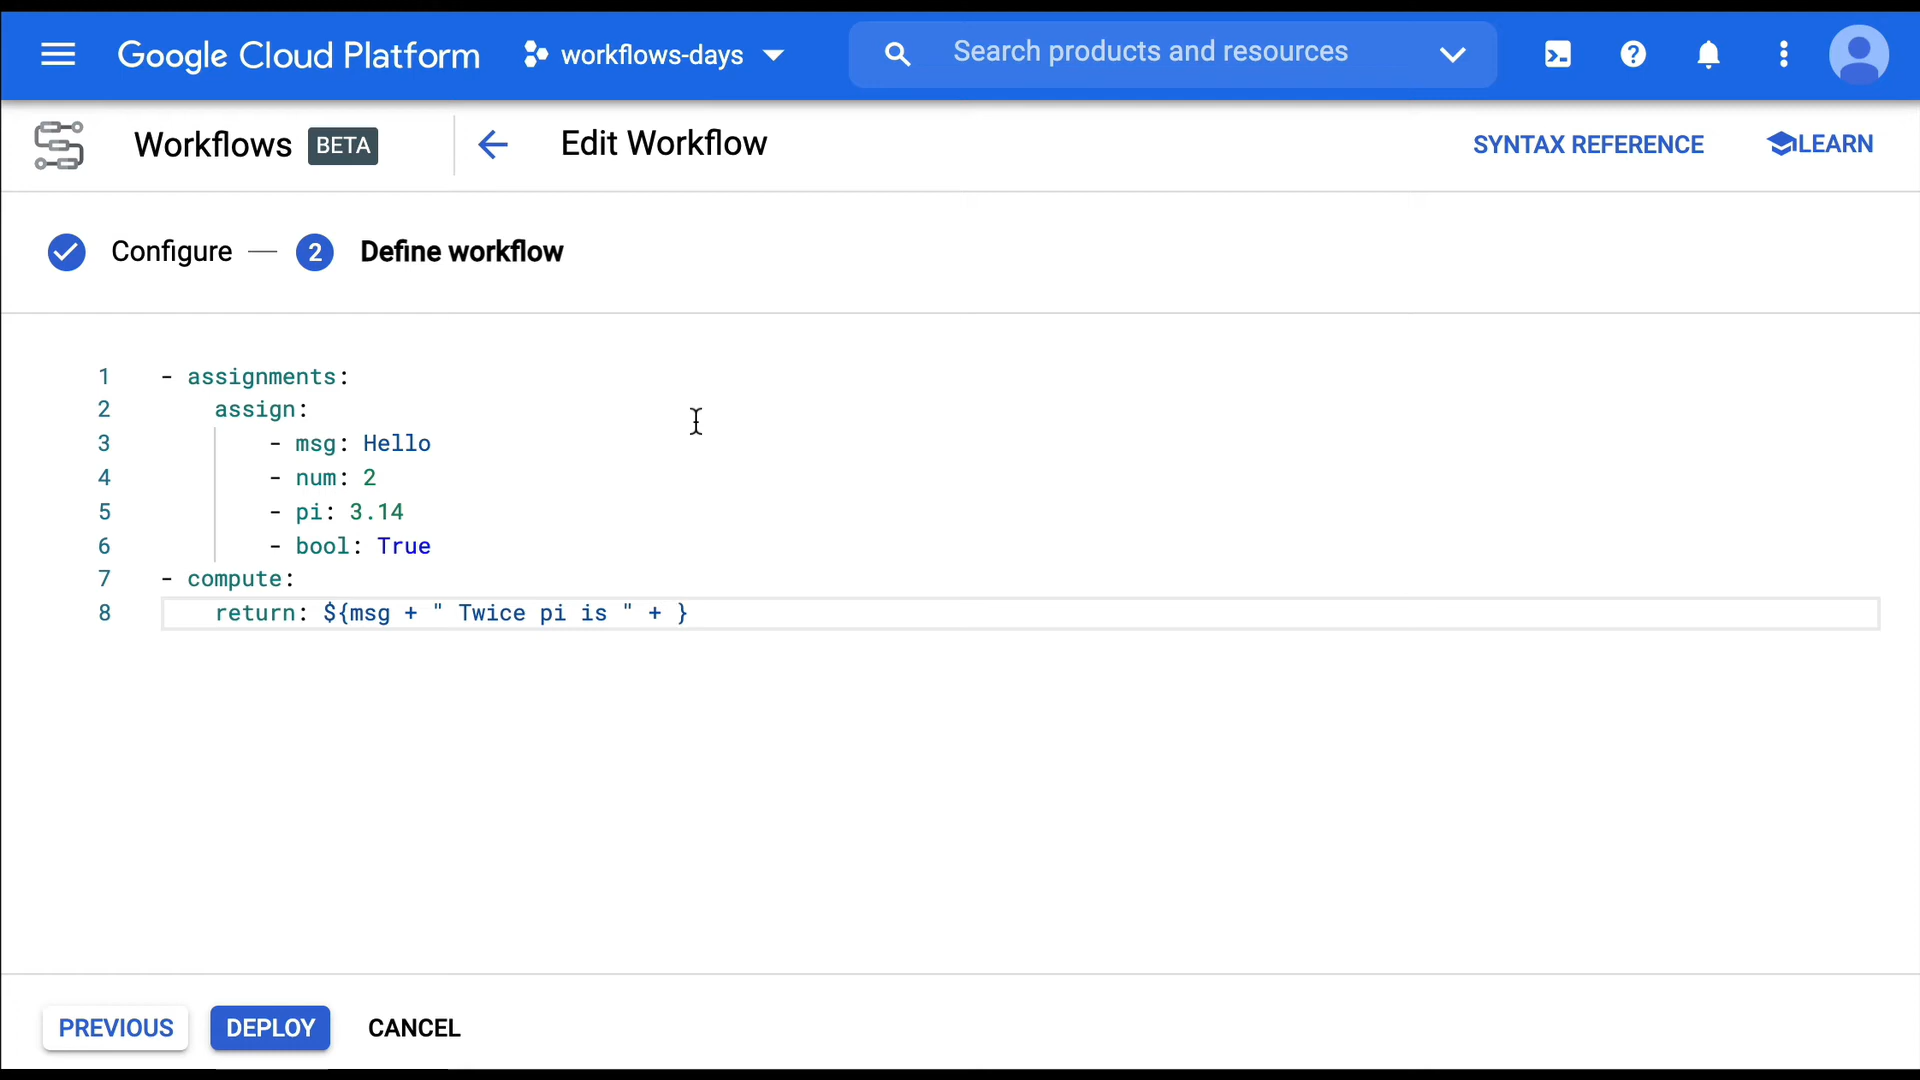 Google Cloud Platform workflows-days Search products and resources
Workflows BETA Edit Workflow SYNTAX REFERENCE LEARN
Configure — 2 Define workflow
1 - assignments:
2 assign:
3 - msg: Hello
4 - num: 2
5 - pi: 3.14
6 - bool: True
7 - compute:
8 return: ${msg + " Twice pi is " + }
PREVIOUS DEPLOY CANCEL